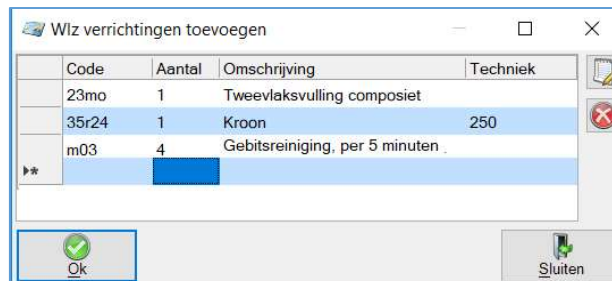 Wlz verrichtingen toevoegen
Code Aantal Omschrijving Techniek
23mo 1 Tweevlaksvulling composiet
35r24 1 Kroon 250
m03 4 Gebitsreiniging, per 5 minuten .
Ok Sluiten